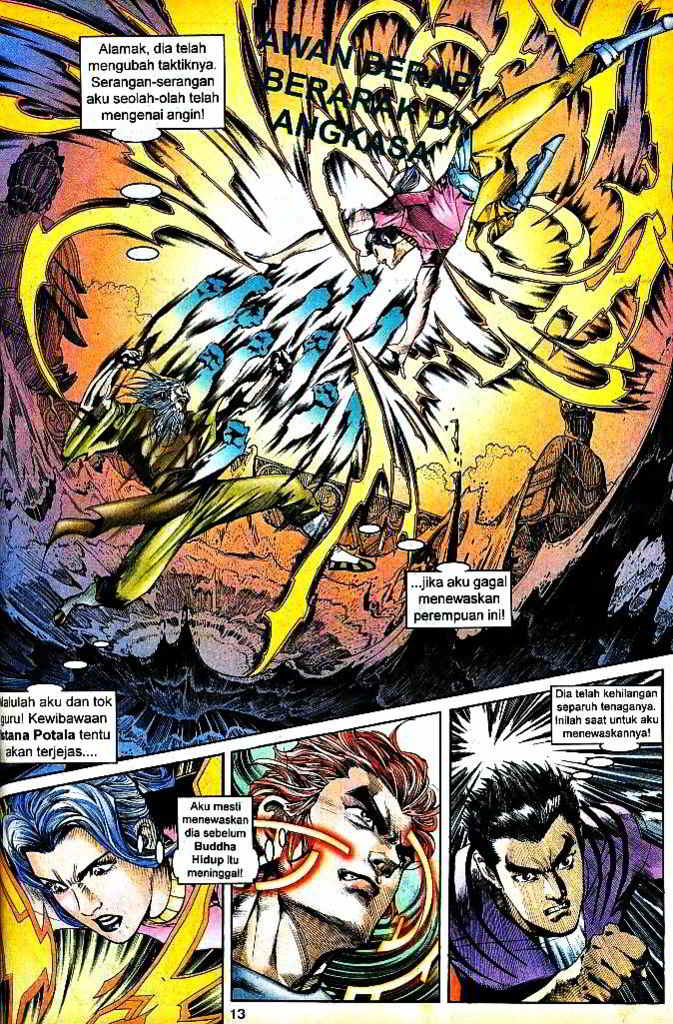 Alamak, dia telah
mengubah taktiknya.
Serangan-serangan
aku seolah-olah telah
mengenai angin!
AWAN BERAPI
BERARAK DI
ANGKASA
...jika aku gagal
menewaskan
perempuan ini!
Malulah aku dan tok
guru! Kewibawaan
Istana Potala tentu
akan terjejas....
Aku mesti
menewaskan
dia sebelum
Buddha
Hidup itu
meninggal!
Dia telah kehilangan
separuh tenaganya.
Inilah saat untuk aku
menewaskannya!
13